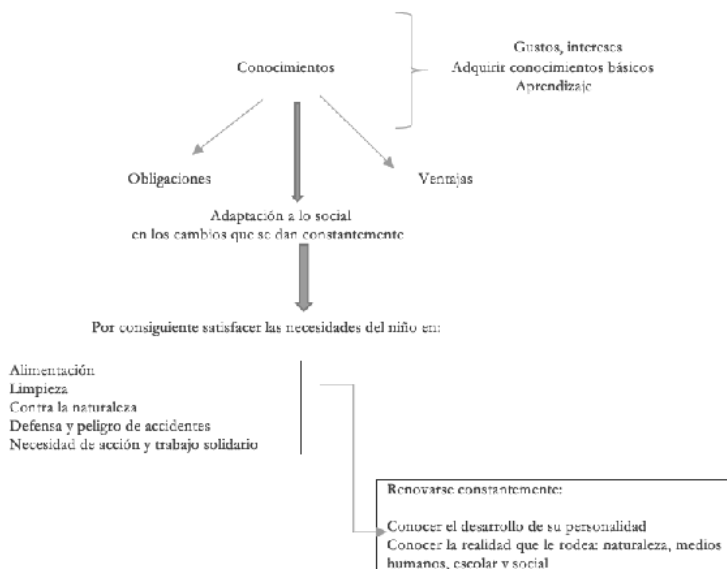 Gustos, intereses
Conocimientos
Adquirir conocimientos básicos
Aprendizaje
Obligaciones
Ventajas
Adaptación a lo social
en los cambios que se dan constantemente
Por consiguiente satisfacer las necesidades del niño en:
Alimentación
Limpieza
Contra la naturaleza
Defensa y peligro de accidentes
Necesidad de acción y trabajo solidario
Renovarse constantemente:
Conocer el desarrollo de su personalidad
Conocer la realidad que le rodea: naturaleza, medios
humanos, escolar y social